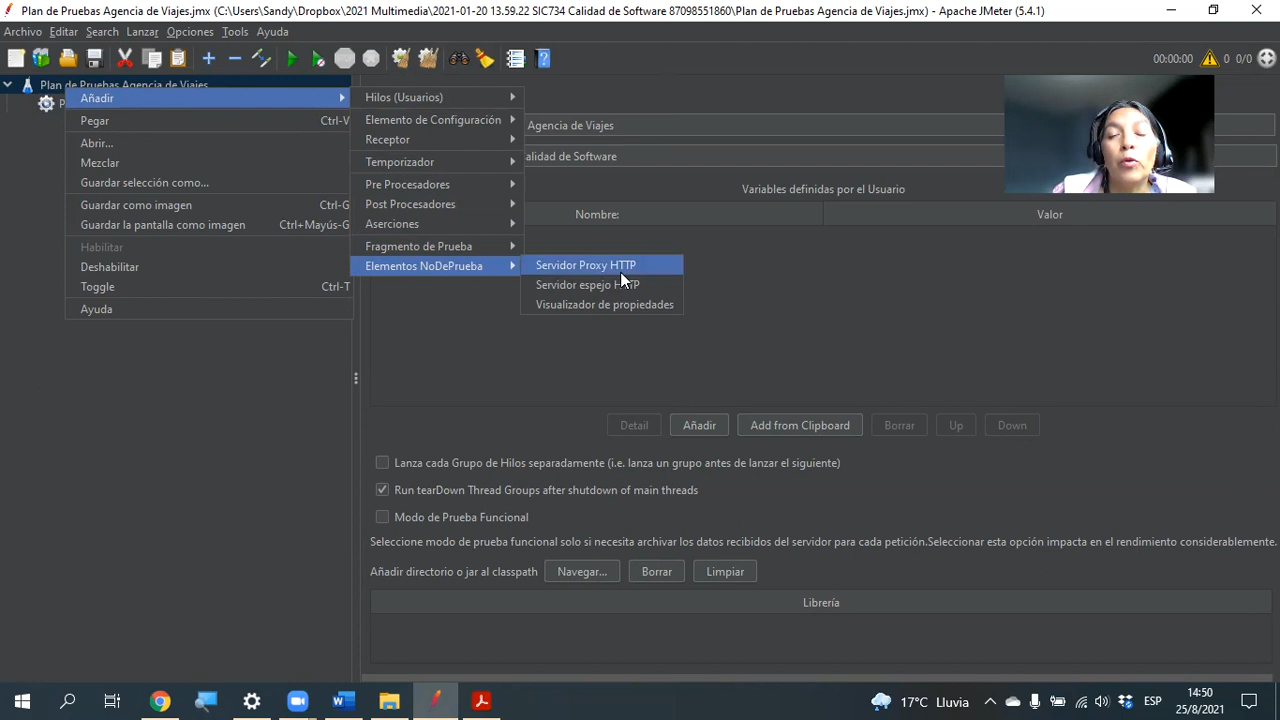 Plan de Pruebas Agencia de Viajes.jmx (C:\Users\Sandy\Dropbox\2021 Multimedia\2021-01-20 13.59.22 SIC734 Calidad de Software 87098551860\Plan de Pruebas Agencia de Viajes.jmx) - Apache JMeter (5.4.1)
Archivo Editar Search Lanzar Opciones Tools Ayuda
00:00:00 0 0/0
Plan de Pruebas Agencia de Viajes
Añadir
Pegar Ctrl-V
Abrir...
Mezclar
Guardar selección como...
Guardar como imagen Ctrl-G
Guardar la pantalla como imagen Ctrl+Mayús-G
Habilitar
Deshabilitar
Toggle Ctrl-T
Ayuda
Hilos (Usuarios)
Elemento de Configuración
Receptor
Temporizador
Pre Procesadores
Post Procesadores
Aserciones
Fragmento de Prueba
Elementos NoDePrueba
Servidor Proxy HTTP
Servidor espejo HTTP
Visualizador de propiedades
Agencia de Viajes
alidad de Software
Variables definidas por el Usuario
Nombre: Valor
Detail Añadir Add from Clipboard Borrar Up Down
Lanza cada Grupo de Hilos separadamente (i.e. lanza un grupo antes de lanzar el siguiente)
Run tearDown Thread Groups after shutdown of main threads
Modo de Prueba Funcional
Seleccione modo de prueba funcional solo si necesita archivar los datos recibidos del servidor para cada petición.Seleccionar esta opción impacta en el rendimiento considerablemente.
Añadir directorio o jar al classpath Navegar... Borrar Limpiar
Librería
17°C Lluvia ESP 14:50
25/8/2021